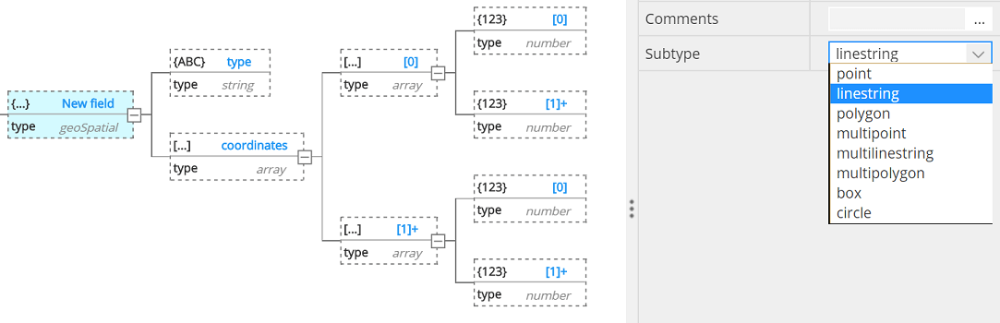 {...} New field
type geoSpatial
{ABC} type
type string
[...] coordinates
type array
[...] [0]
type array
[...] [1]+
type array
{123} [0]
type number
{123} [1]+
type number
{123} [0]
type number
{123} [1]+
type number
Comments ...
Subtype linestring
point
linestring
polygon
multipoint
multilinestring
multipolygon
box
circle